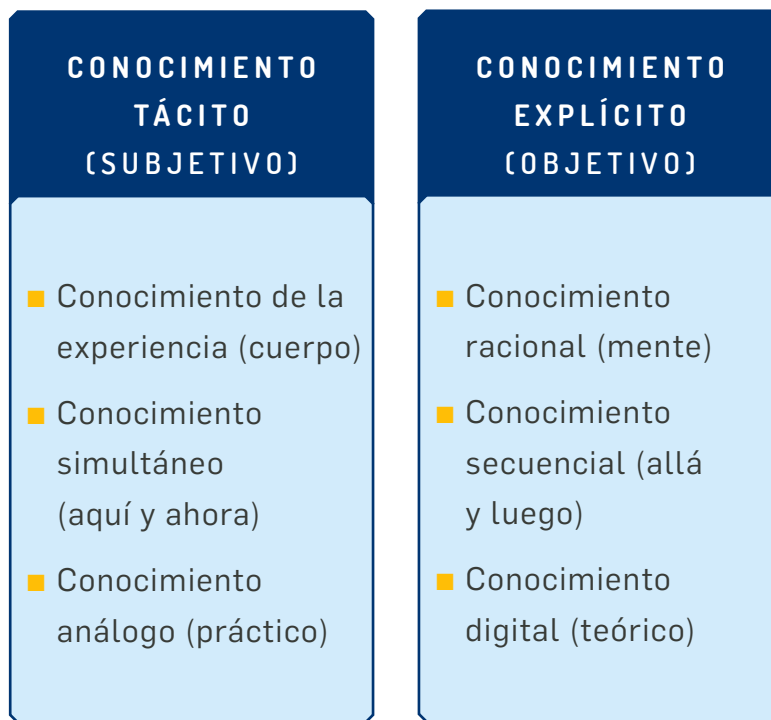 CONOCIMIENTO
TÁCITO
(SUBJETIVO)
Conocimiento de la
experiencia (cuerpo)
Conocimiento
simultáneo
(aquí y ahora)
Conocimiento
análogo (práctico)
CONOCIMIENTO
EXPLÍCITO
(OBJETIVO)
Conocimiento
racional (mente)
Conocimiento
secuencial (allá
y luego)
Conocimiento
digital (teórico)